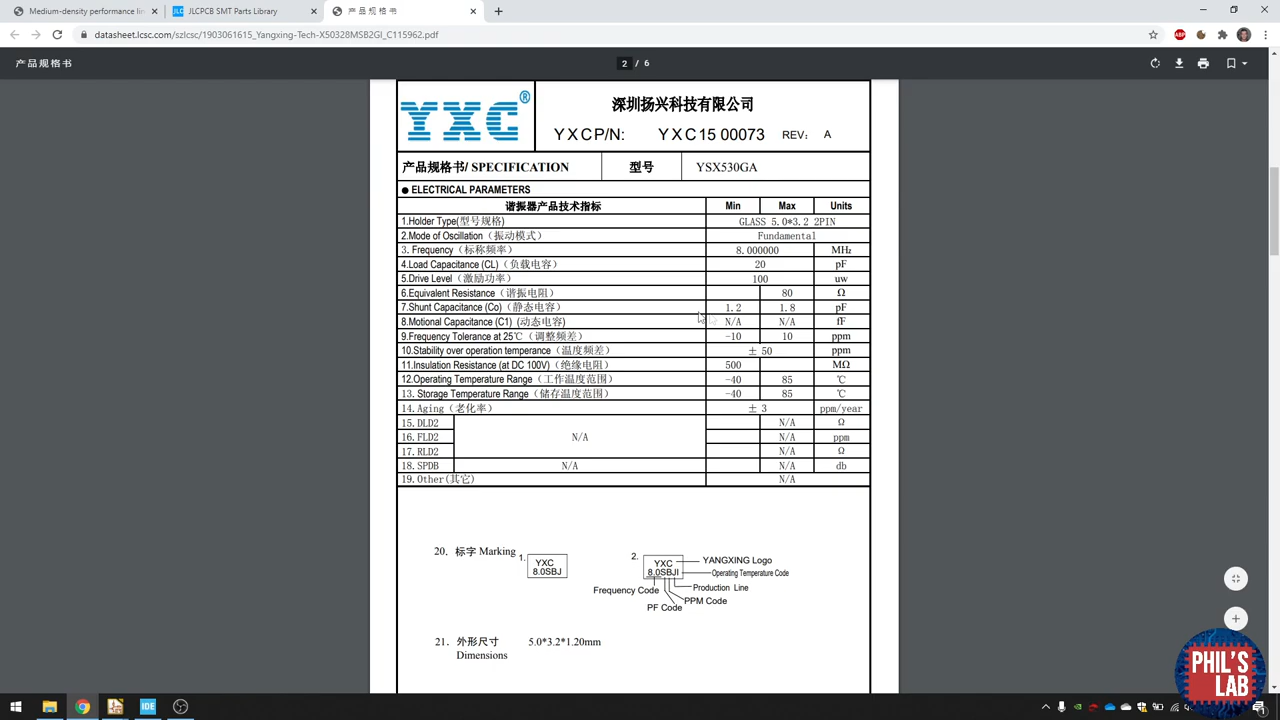 Medium-density performance lin
JLC JLCPCB SMT Parts Library
产品规格书
datasheet.lcsc.com/szlcsc/1903061615_Yangxing-Tech-X50328MSB2GI_C115962.pdf
ABP
产品规格书
2 / 6
YXC®
深圳扬兴科技有限公司
YXCP/N: YXC15 00073 REV: A
产品规格书/ SPECIFICATION 型号 YSX530GA
● ELECTRICAL PARAMETERS
谐振器产品技术指标 Min Max Units
1.Holder Type(型号规格) GLASS 5.0*3.2 2PIN
2.Mode of Oscillation（振动模式） Fundamental
3. Frequency（标称频率） 8.000000 MHz
4.Load Capacitance (CL)（负载电容） 20 pF
5.Drive Level（激励功率） 100 uw
6.Equivalent Resistance（谐振电阻） 80 Ω
7.Shunt Capacitance (Co)（静态电容） 1.2 1.8 pF
8.Motional Capacitance (C1) (动态电容) N/A N/A fF
9.Frequency Tolerance at 25℃（调整频差） -10 10 ppm
10.Stability over operation temperance（温度频差） ± 50 ppm
11.Insulation Resistance (at DC 100V)（绝缘电阻） 500 MΩ
12.Operating Temperature Range（工作温度范围） -40 85 ℃
13. Storage Temperature Range（储存温度范围） -40 85 ℃
14. Aging（老化率） ± 3 ppm/year
15. DLD2 N/A Ω
16. FLD2 N/A N/A ppm
17. RLD2 N/A Ω
18. SPDB N/A N/A db
19. Other(其它) N/A
20. 标字 Marking
1. YXC
8.0SBJ
2. YXC
8.0SBJI
YANGXING Logo
Operating Temperature Code
Production Line
Frequency Code
PPM Code
PF Code
21. 外形尺寸 5.0*3.2*1.20mm
Dimensions
PHIL'S
LAB
IDE